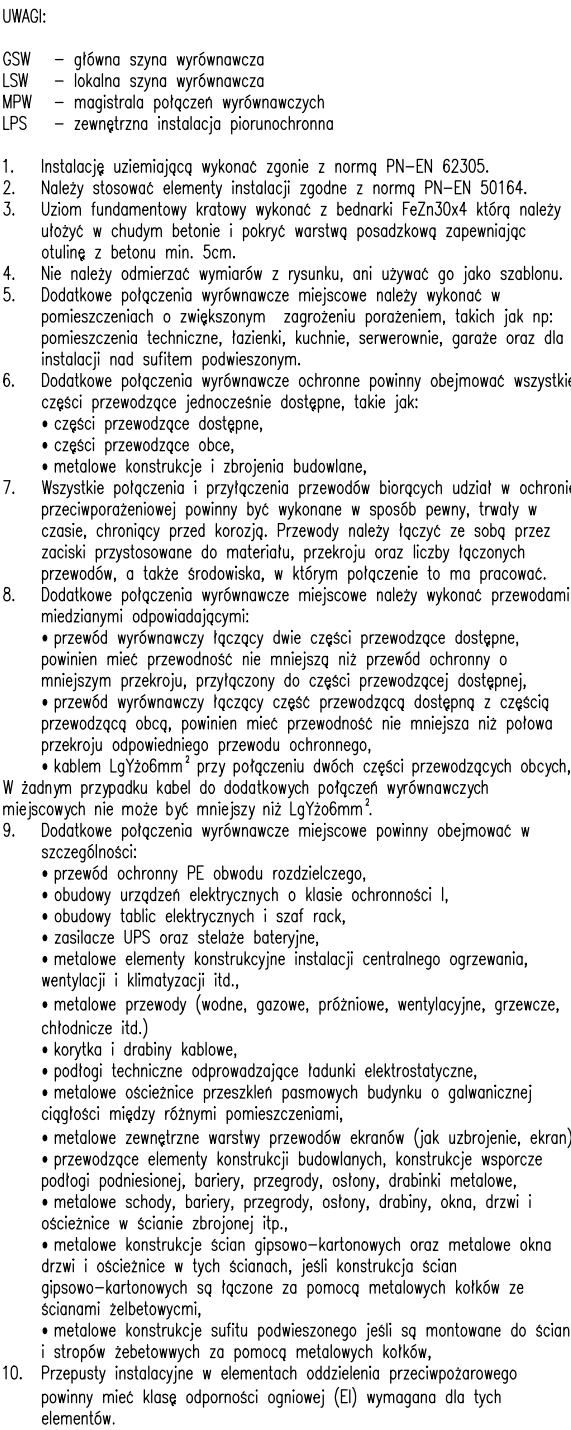 UWAGI:
GSW – główna szyna wyrównawcza
LSW – lokalna szyna wyrównawcza
MPW – magistrala połączeń wyrównawczych
LPS – zewnętrzna instalacja piorunochronna
1. Instalację uziemiającą wykonać zgonie z normą PN–EN 62305.
2. Należy stosować elementy instalacji zgodne z normą PN–EN 50164.
3. Uziom fundamentowy kratowy wykonać z bednarki FeZn30x4 którą należy
ułożyć w chudym betonie i pokryć warstwą posadzkową zapewniając
otulinę z betonu min. 5cm.
4. Nie należy odmierzać wymiarów z rysunku, ani używać go jako szablonu.
5. Dodatkowe połączenia wyrównawcze miejscowe należy wykonać w
pomieszczeniach o zwiększonym zagrożeniu porażeniem, takich jak np:
pomieszczenia techniczne, łazienki, kuchnie, serwerownie, garaże oraz dla
instalacji nad sufitem podwieszonym.
6. Dodatkowe połączenia wyrównawcze ochronne powinny obejmować wszystkie
części przewodzące jednocześnie dostępne, takie jak:
• części przewodzące dostępne,
• części przewodzące obce,
• metalowe konstrukcje i zbrojenia budowlane,
7. Wszystkie połączenia i przyłączenia przewodów biorących udział w ochronie
przeciwporażeniowej powinny być wykonane w sposób pewny, trwały w
czasie, chroniący przed korozją. Przewody należy łączyć ze sobą przez
zaciski przystosowane do materiału, przekroju oraz liczby łączonych
przewodów, a także środowiska, w którym połączenie to ma pracować.
8. Dodatkowe połączenia wyrównawcze miejscowe należy wykonać przewodami
miedzianymi odpowiadającymi:
• przewód wyrównawczy łączący dwie części przewodzące dostępne,
powinien mieć przewodność nie mniejszą niż przewód ochronny o
mniejszym przekroju, przyłączony do części przewodzącej dostępnej,
• przewód wyrównawczy łączący część przewodzącą dostępną z częścią
przewodzącą obcą, powinien mieć przewodność nie mniejsza niż połowa
przekroju odpowiedniego przewodu ochronnego,
• kablem LgYżo6mm² przy połączeniu dwóch części przewodzących obcych,
W żadnym przypadku kabel do dodatkowych połączeń wyrównawczych
miejscowych nie może być mniejszy niż LgYżo6mm².
9. Dodatkowe połączenia wyrównawcze miejscowe powinny obejmować w
szczególności:
• przewód ochronny PE obwodu rozdzielczego,
• obudowy urządzeń elektrycznych o klasie ochronności I,
• obudowy tablic elektrycznych i szaf rack,
• zasilacze UPS oraz stelaże bateryjne,
• metalowe elementy konstrukcyjne instalacji centralnego ogrzewania,
wentylacji i klimatyzacji itd.,
• metalowe przewody (wodne, gazowe, próżniowe, wentylacyjne, grzewcze,
chłodnicze itd.)
• korytka i drabiny kablowe,
• podłogi techniczne odprowadzające ładunki elektrostatyczne,
• metalowe ościeżnice przeszkleń pasmowych budynku o galwanicznej
ciągłości między różnymi pomieszczeniami,
• metalowe zewnętrzne warstwy przewodów ekranów (jak uzbrojenie, ekran)
• przewodzące elementy konstrukcji budowlanych, konstrukcje wsporcze
podłogi podniesionej, bariery, przegrody, osłony, drabinki metalowe,
• metalowe schody, bariery, przegrody, osłony, drabiny, okna, drzwi i
ościeżnice w ścianie zbrojonej itp.,
• metalowe konstrukcje ścian gipsowo–kartonowych oraz metalowe okna
drzwi i ościeżnice w tych ścianach, jeśli konstrukcja ścian
gipsowo–kartonowych są łączone za pomocą metalowych kołków ze
ścianami żelbetowycmi,
• metalowe konstrukcje sufitu podwieszonego jeśli są montowane do ścian
i stropów żebetowwych za pomocą metalowych kołków,
10. Przepusty instalacyjne w elementach oddzielenia przeciwpożarowego
powinny mieć klasę odporności ogniowej (EI) wymagana dla tych
elementów.